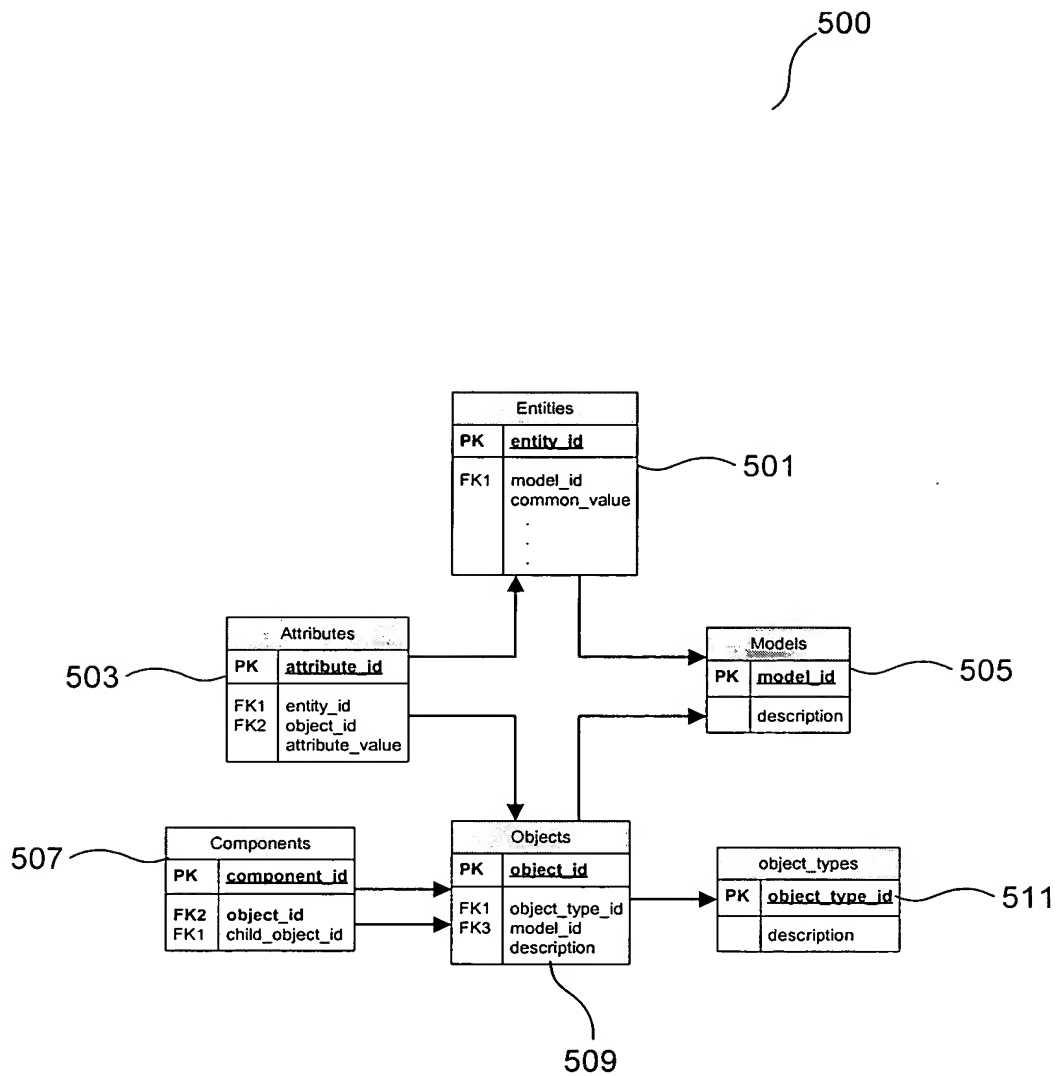 500
Entities
PK entity_id
501
FK1 model_id
common_value
.
.
.
Attributes
PK attribute_id
503
FK1 entity_id
FK2 object_id
attribute_value
Models
PK model_id
505
description
Components
507
PK component_id
FK2 object_id
FK1 child_object_id
Objects
PK object_id
FK1 object_type_id
FK3 model_id
description
509
object_types
PK object_type_id
511
description